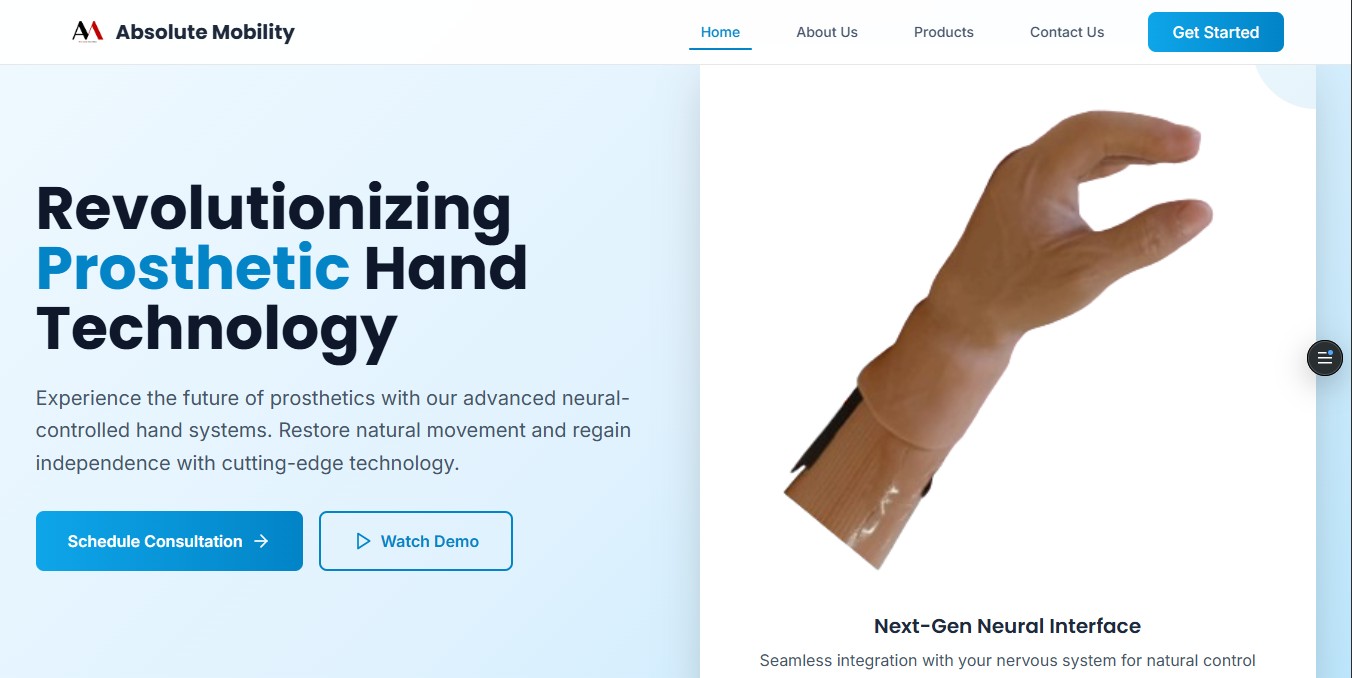 Absolute Mobility
Home
About Us
Products
Contact Us
Get Started
Revolutionizing
Prosthetic Hand
Technology
Experience the future of prosthetics with our advanced neural-
controlled hand systems. Restore natural movement and regain
independence with cutting-edge technology.
Schedule Consultation
Watch Demo
Next-Gen Neural Interface
Seamless integration with your nervous system for natural control